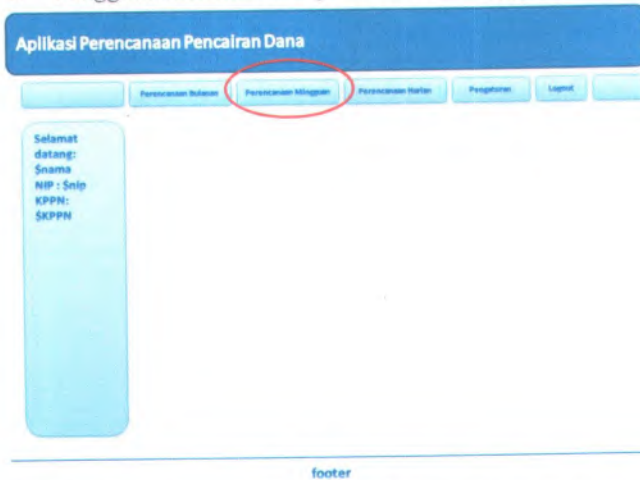 Aplikasi Perencanaan Pencairan Dana
Perencanaan Bulanan Perencanaan Mingguan Perencanaan Harian Pengaturan Logout
Selamat
datang:
$nama
NIP : $nip
KPPN:
$KPPN
footer